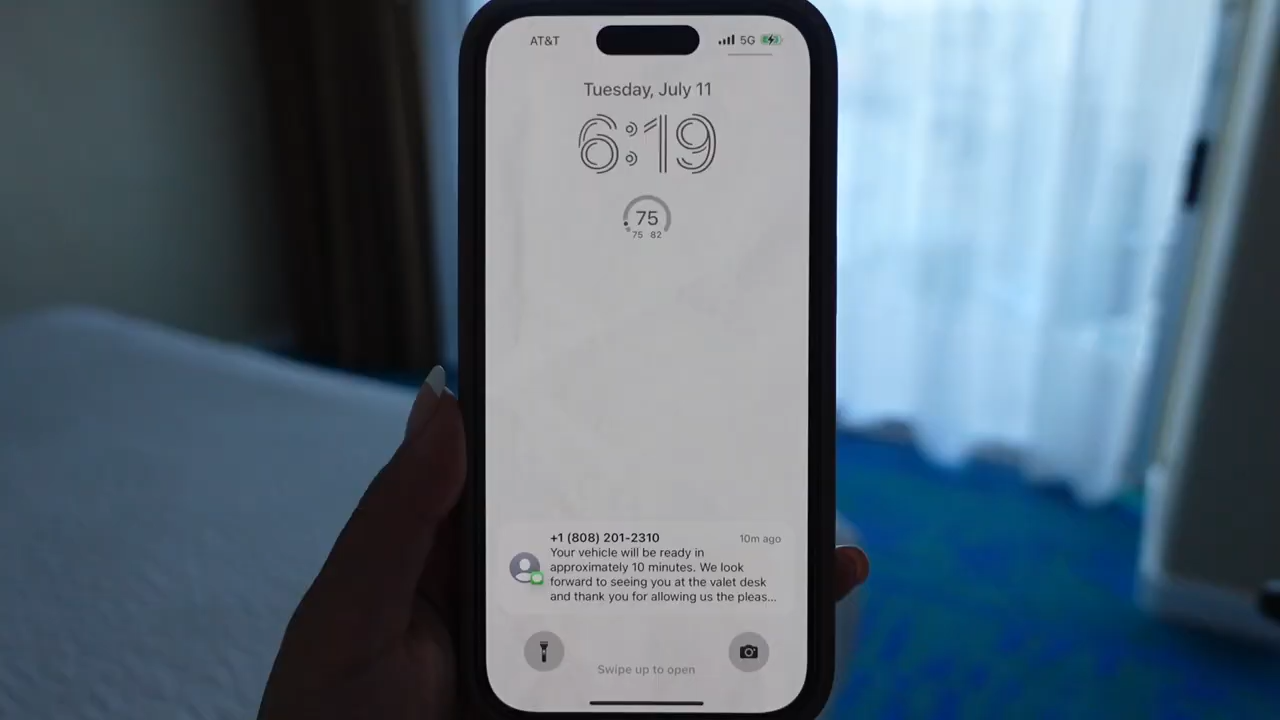 AT&T
5G
Tuesday, July 11
6:19
75
75 82
+1 (808) 201-2310
10m ago
Your vehicle will be ready in
approximately 10 minutes. We look
forward to seeing you at the valet desk
and thank you for allowing us the pleas...
Swipe up to open